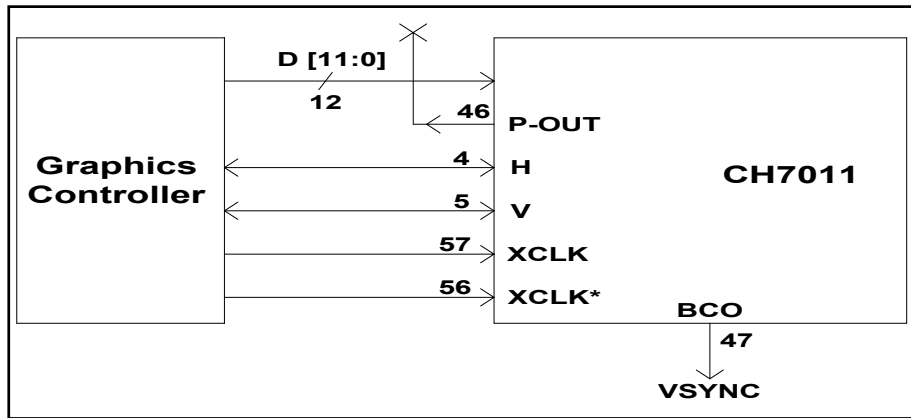 D [11:0]
12
46
P-OUT
Graphics
Controller
4
H
CH7011
5
V
57
XCLK
56
XCLK*
BCO
47
VSYNC